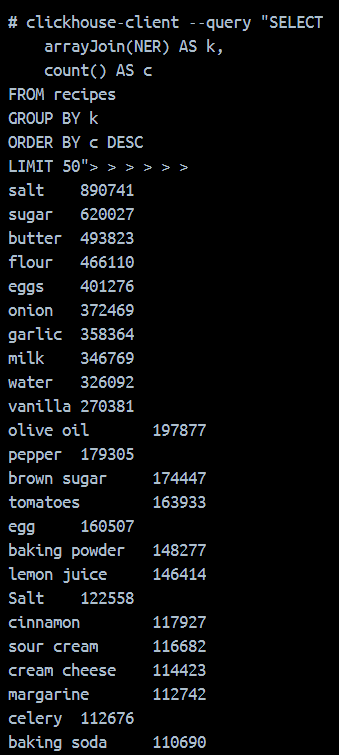 # clickhouse-client --query "SELECT
    arrayJoin(NER) AS k,
    count() AS c
FROM recipes
GROUP BY k
ORDER BY c DESC
LIMIT 50"> > > > > >
salt    890741
sugar   620027
butter  493823
flour   466110
eggs    401276
onion   372469
garlic  358364
milk    346769
water   326092
vanilla 270381
olive oil       197877
pepper  179305
brown sugar     174447
tomatoes        163933
egg     160507
baking powder   148277
lemon juice     146414
Salt    122558
cinnamon        117927
sour cream      116682
cream cheese    114423
margarine       112742
celery  112676
baking soda     110690